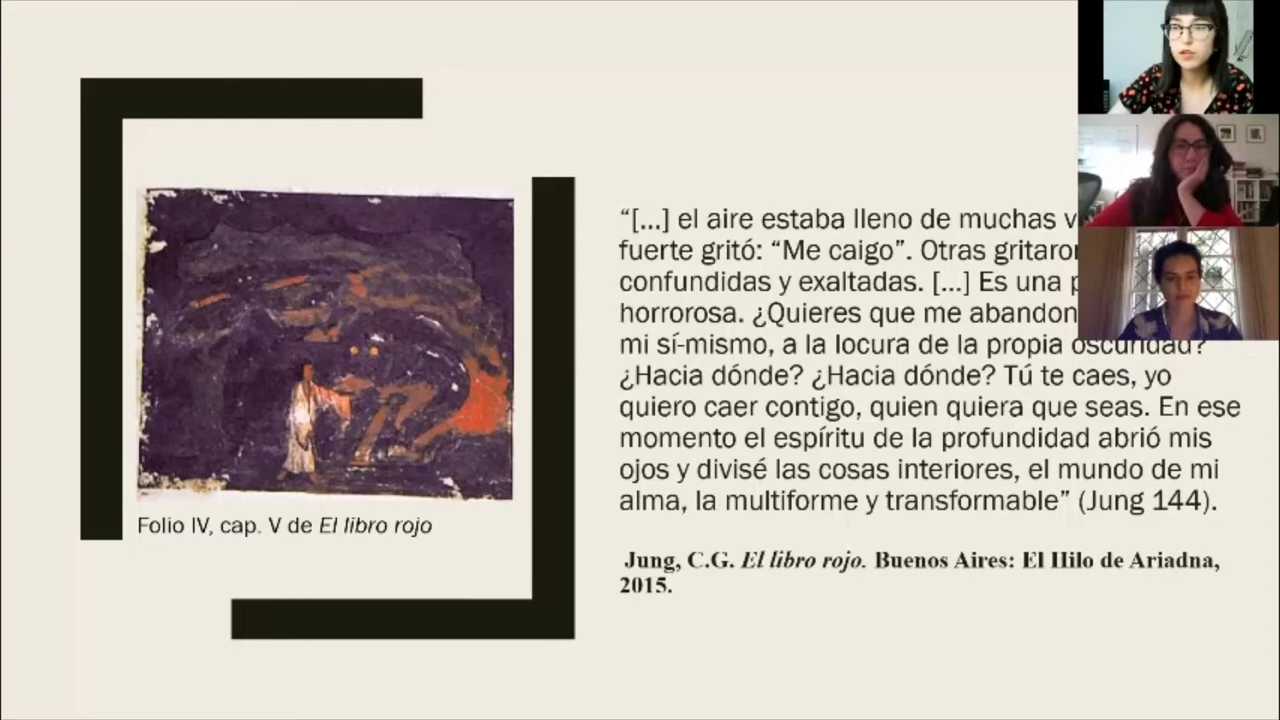 “[...] el aire estaba lleno de muchas
fuerte gritó: “Me caigo”. Otras gritaron
confundidas y exaltadas. [...] Es una
horrorosa. ¿Quieres que me abandon
mi sí-mismo, a la locura de la propia oscuridad?
¿Hacia dónde? ¿Hacia dónde? Tú te caes, yo
quiero caer contigo, quien quiera que seas. En ese
momento el espíritu de la profundidad abrió mis
ojos y divisé las cosas interiores, el mundo de mi
alma, la multiforme y transformable” (Jung 144).
Folio IV, cap. V de El libro rojo
Jung, C.G. El libro rojo. Buenos Aires: El Hilo de Ariadna,
2015.